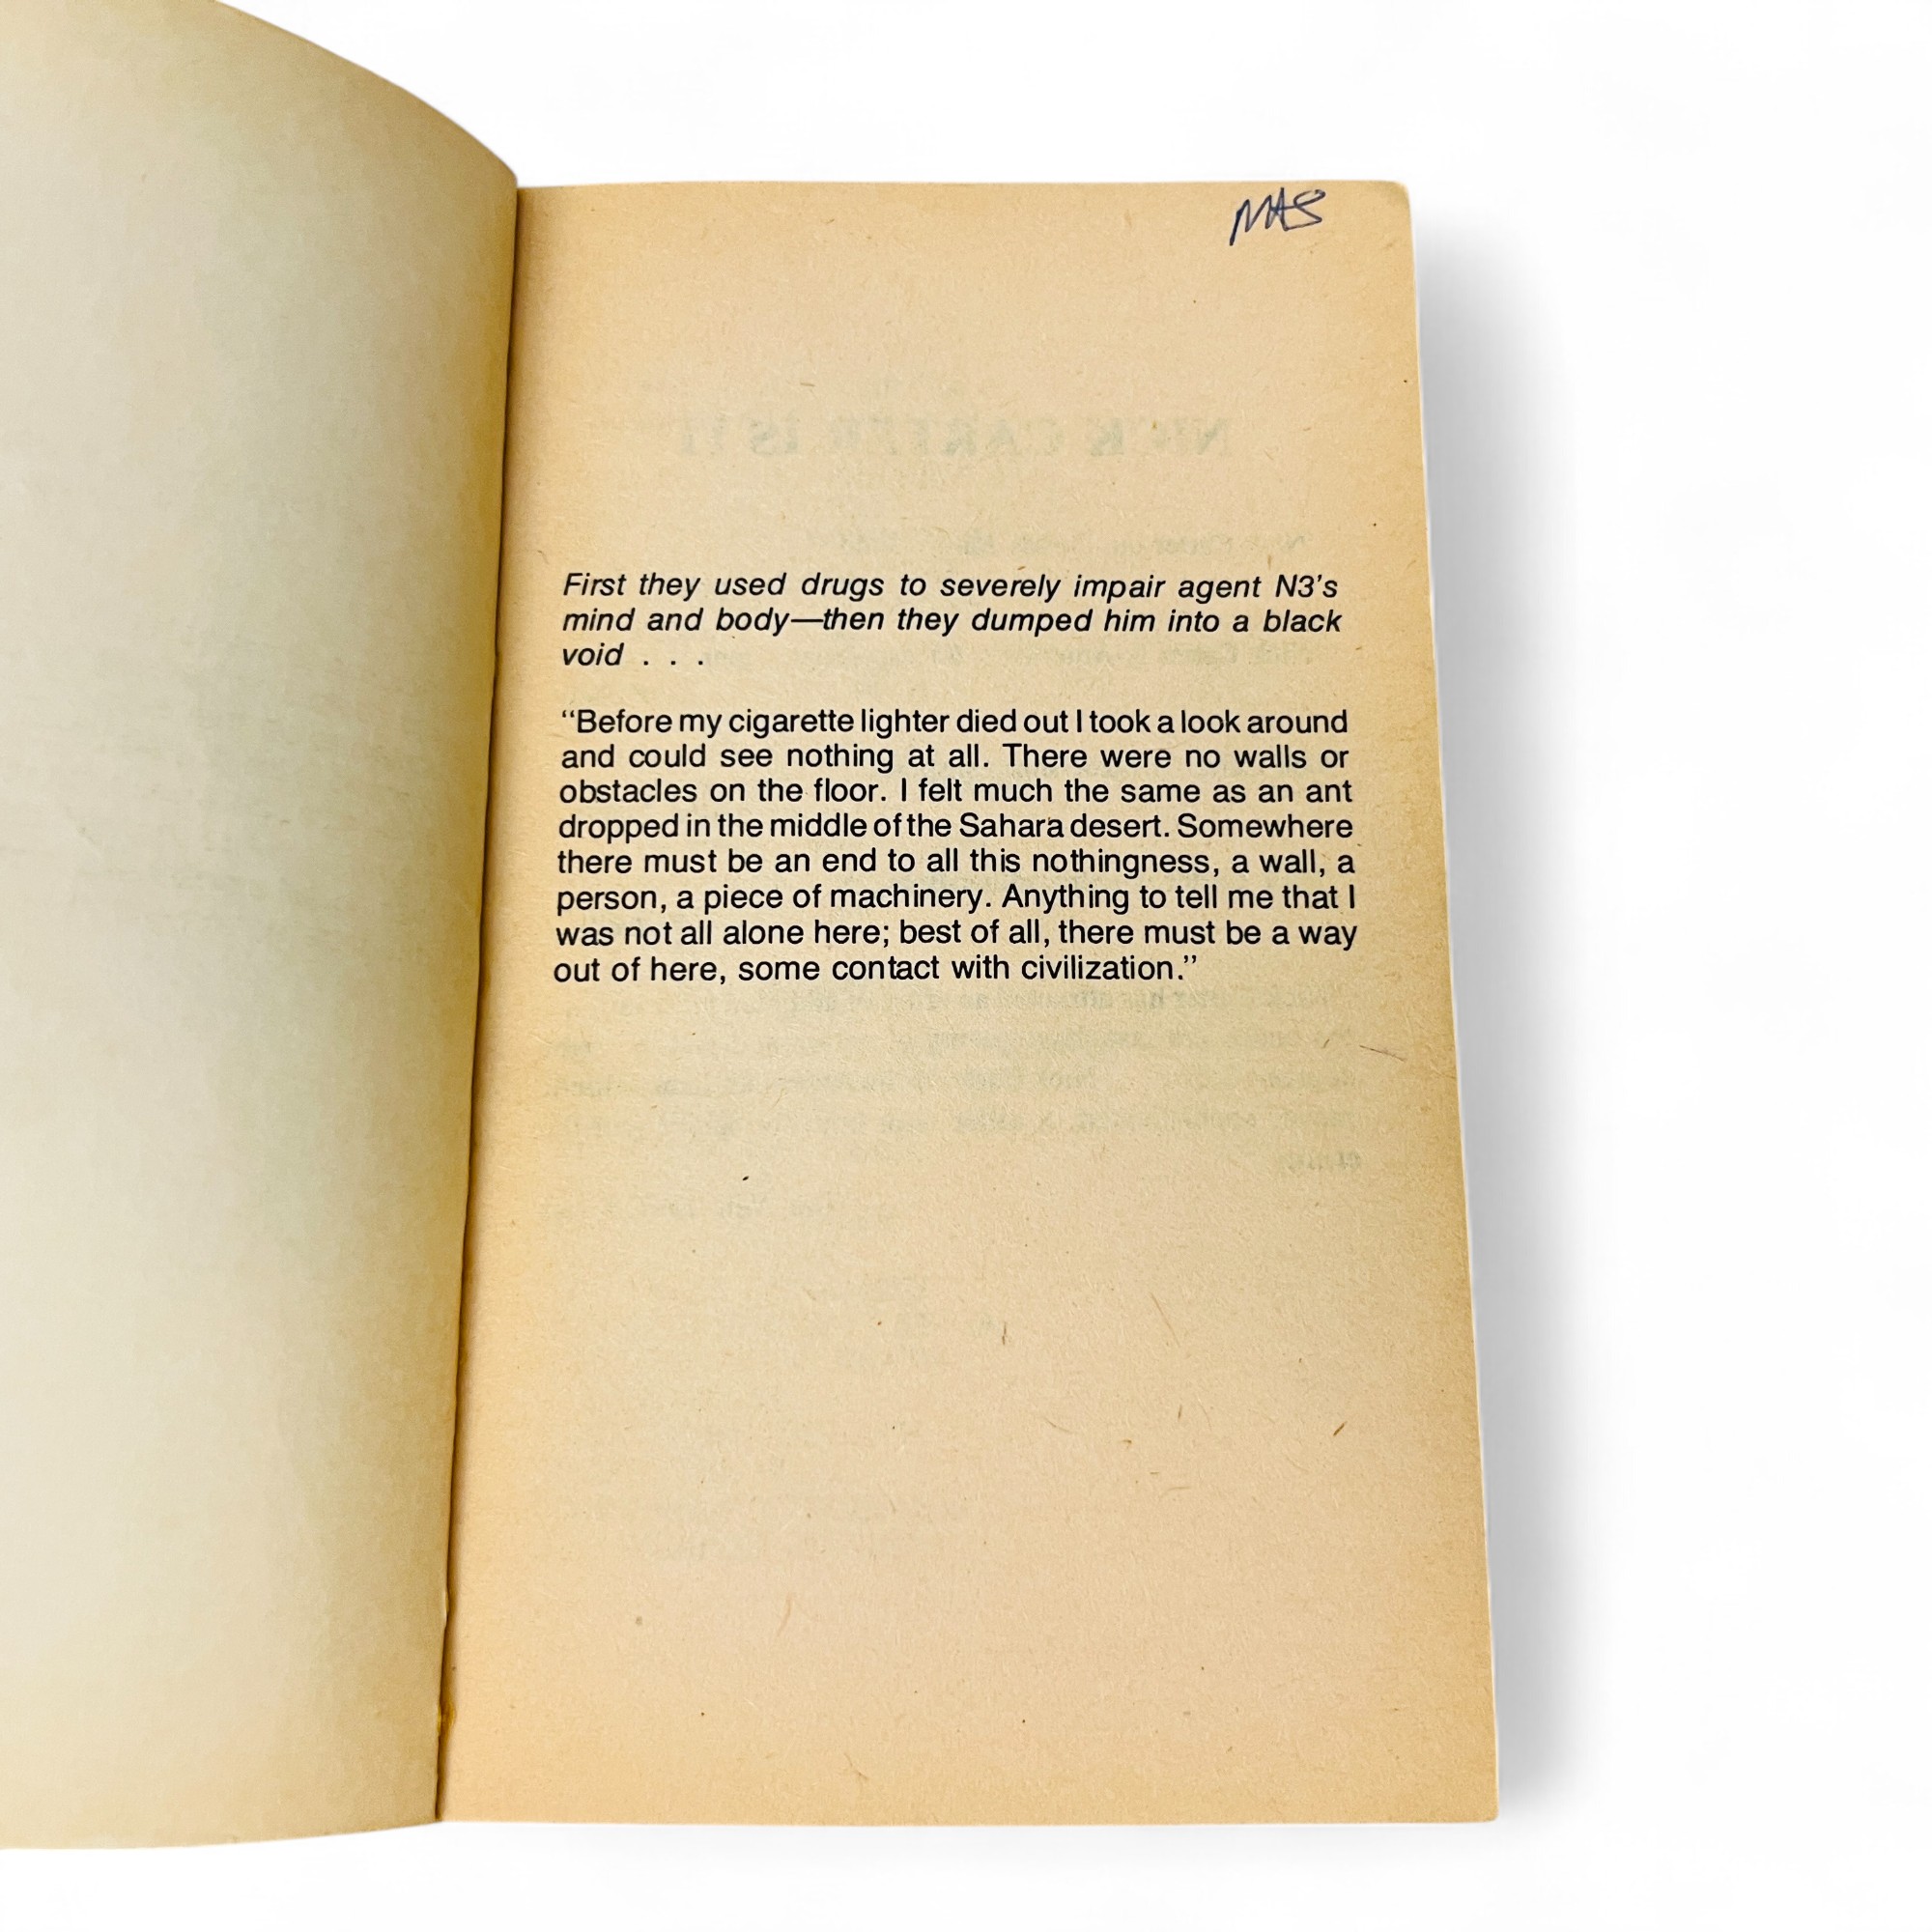 MAS
First they used drugs to severely impair agent N3’s
mind and body—then they dumped him into a black
void . . .
“Before my cigarette lighter died out I took a look around
and could see nothing at all. There were no walls or
obstacles on the floor. I felt much the same as an ant
dropped in the middle of the Sahara desert. Somewhere
there must be an end to all this nothingness, a wall, a
person, a piece of machinery. Anything to tell me that I
was not all alone here; best of all, there must be a way
out of here, some contact with civilization.”